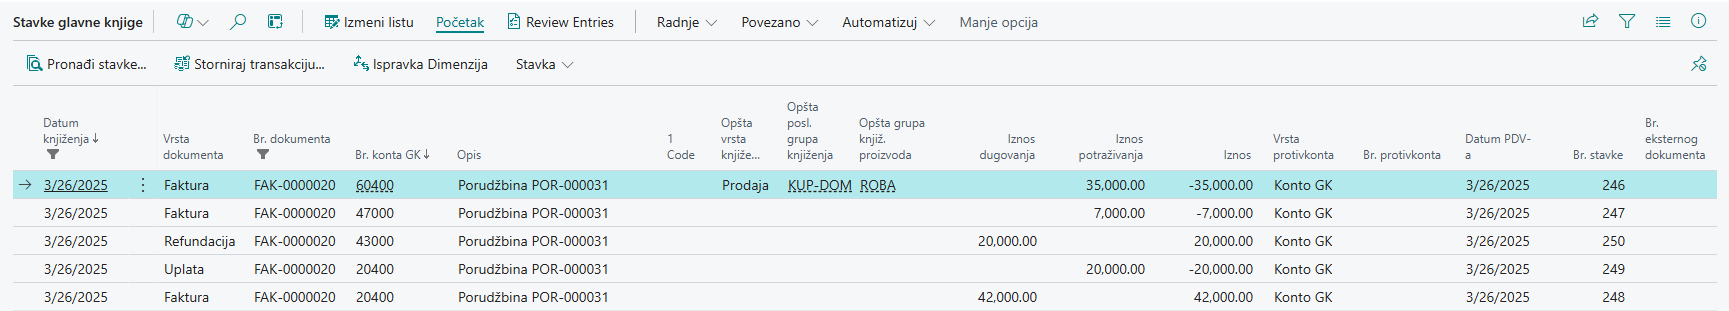 Stavke glavne knjige Izmeni listu Početak Review Entries Radnje Povezano Automatizuj Manje opcija
Pronađi stavke... Storniraj transakciju... Ispravka Dimenzija Stavka
Datum knjiženja↓ Vrsta dokumenta Br. dokumenta Br. konta GK↓ Opis 1 Code Opšta vrsta knjiže... Opšta posl. grupa knjiženja Opšta grupa knjiž. proizvoda Iznos dugovanja Iznos potraživanja Iznos Vrsta protivkonta Br. protivkonta Datum PDV-a Br. stavke Br. eksternog dokumenta
3/26/2025 Faktura FAK-0000020 60400 Porudžbina POR-000031 Prodaja KUP-DOM ROBA 35,000.00 -35,000.00 Konto GK 3/26/2025 246
3/26/2025 Faktura FAK-0000020 47000 Porudžbina POR-000031 7,000.00 -7,000.00 Konto GK 3/26/2025 247
3/26/2025 Refundacija FAK-0000020 43000 Porudžbina POR-000031 20,000.00 20,000.00 Konto GK 3/26/2025 250
3/26/2025 Uplata FAK-0000020 20400 Porudžbina POR-000031 20,000.00 -20,000.00 Konto GK 3/26/2025 249
3/26/2025 Faktura FAK-0000020 20400 Porudžbina POR-000031 42,000.00 42,000.00 Konto GK 3/26/2025 248